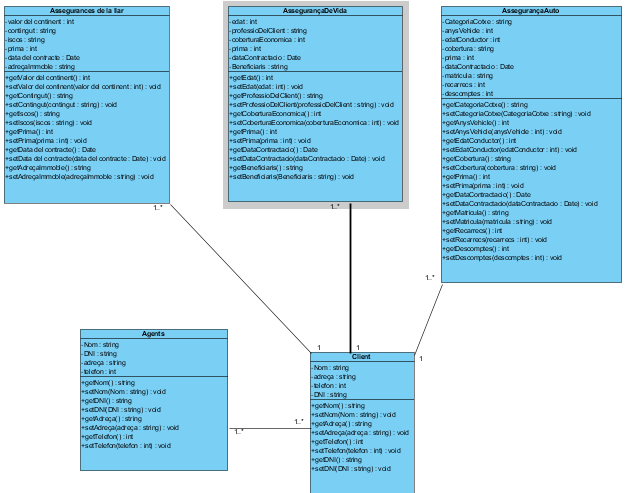 Assegurances de la llar
-valor del continent : int
-contingut : string
-iscos : string
-prima : int
-data del contracte : Date
-adreçaImmoble : string
+getValor del continent() : int
+setValor del continent(valor del continent : int) : void
+getContingut() : string
+setContingut(contingut : string) : void
+getIscos() : string
+setIscos(iscos : string) : void
+getPrima() : int
+setPrima(prima : int) : void
+getData del contracte() : Date
+setData del contracte(data del contracte : Date) : void
+getAdreçaImmoble() : string
+setAdreçaImmoble(adreçaImmoble : string) : void
1..*
AssegurançaDeVida
-edat : int
-professioDelClient : string
-coberturaEconomica : int
-prima : int
-dataContractacio : Date
-Beneficiaris : string
+getEdat() : int
+setEdat(edat : int) : void
+getProfessioDelClient() : string
+setProfessioDelClient(professioDelClient : string) : void
+getCoberturaEconomica() : int
+setCoberturaEconomica(coberturaEconomica : int) : void
+getPrima() : int
+setPrima(prima : int) : void
+getDataContractacio() : Date
+setDataContractacio(dataContractacio : Date) : void
+getBeneficiaris() : string
+setBeneficiaris(Beneficiaris : string) : void
1..*
AssegurançaAuto
-CategoriaCotxe : string
-anysVehicle : int
-edatConductor : int
-cobertura : string
-prima : int
-dataContractacio : Date
-matricula : string
-recarrecs : int
-descomptes : int
+getCategoriaCotxe() : string
+setCategoriaCotxe(CategoriaCotxe : string) : void
+getAnysVehicle() : int
+setAnysVehicle(anysVehicle : int) : void
+getEdatConductor() : int
+setEdatConductor(edatConductor : int) : void
+getCobertura() : string
+setCobertura(cobertura : string) : void
+getPrima() : int
+setPrima(prima : int) : void
+getDataContractacio() : Date
+setDataContractacio(dataContractacio : Date) : void
+getMatricula() : string
+setMatricula(matricula : string) : void
+getRecarrecs() : int
+setRecarrecs(recarrecs : int) : void
+getDescomptes() : int
+setDescomptes(descomptes : int) : void
1..*
Agents
-Nom : string
-DNI : string
-adreça : string
-telefon : int
+getNom() : string
+setNom(Nom : string) : void
+getDNI() : string
+setDNI(DNI : string) : void
+getAdreça() : string
+setAdreça(adreça : string) : void
+getTelefon() : int
+setTelefon(telefon : int) : void
1..*
1..*
1
1
1
Client
-Nom : string
-adreça : string
-telefon : int
-DNI : string
+getNom() : string
+setNom(Nom : string) : void
+getAdreça() : string
+setAdreça(adreça : string) : void
+getTelefon() : int
+setTelefon(telefon : int) : void
+getDNI() : string
+setDNI(DNI : string) : void